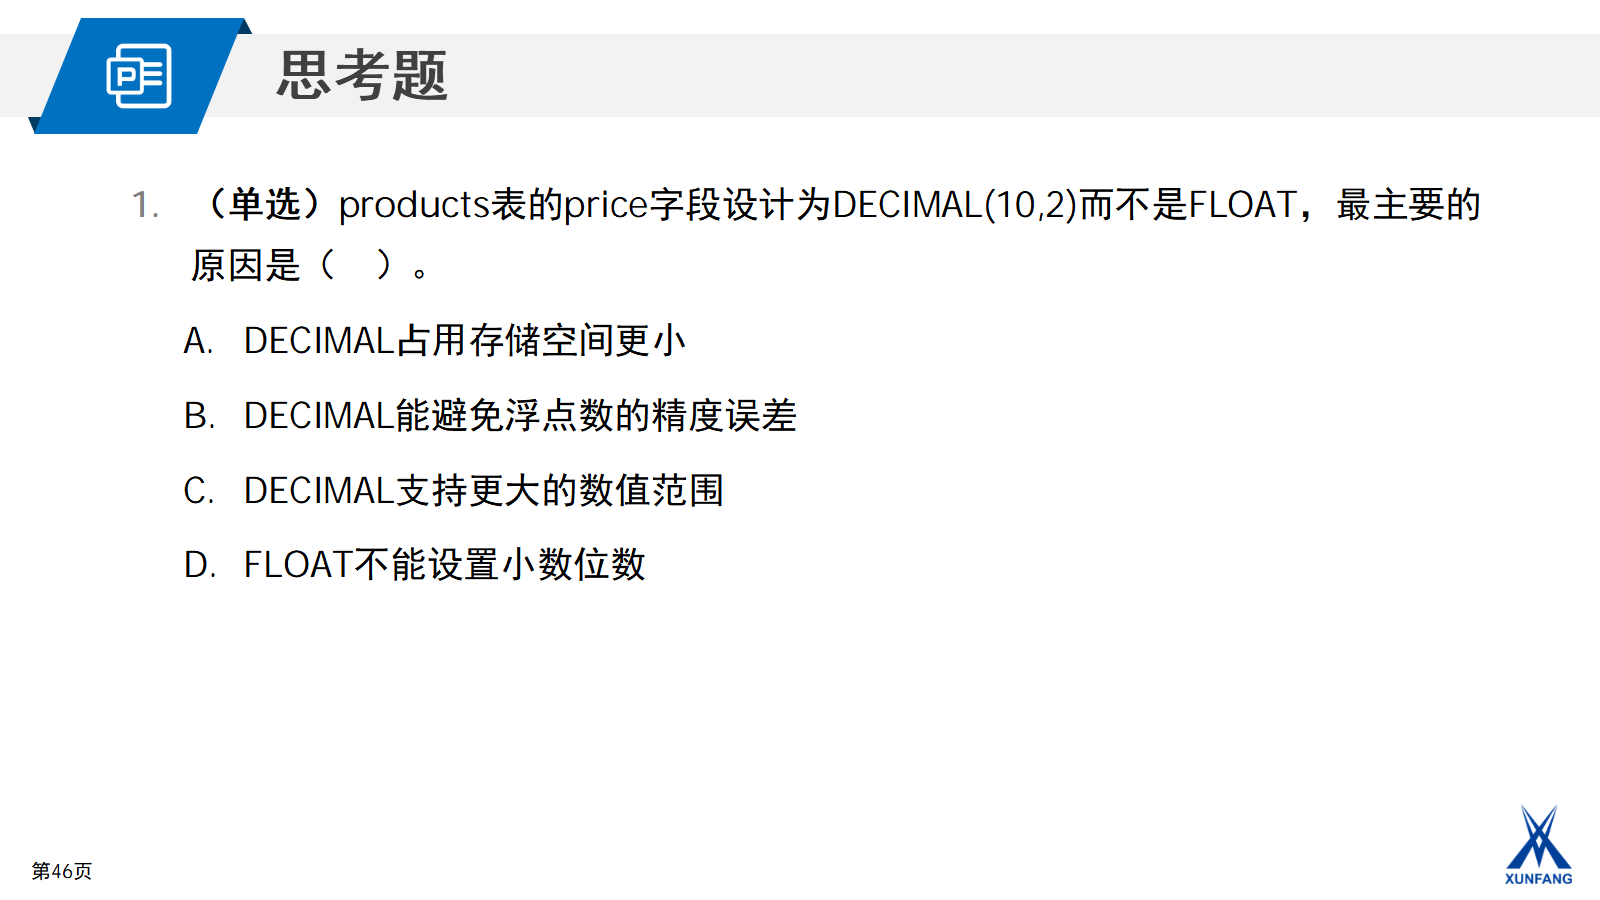 思考题
1. （单选）products表的price字段设计为DECIMAL(10,2)而不是FLOAT，最主要的
原因是（ ）。
A. DECIMAL占用存储空间更小
B. DECIMAL能避免浮点数的精度误差
C. DECIMAL支持更大的数值范围
D. FLOAT不能设置小数位数
第46页
XUNFANG